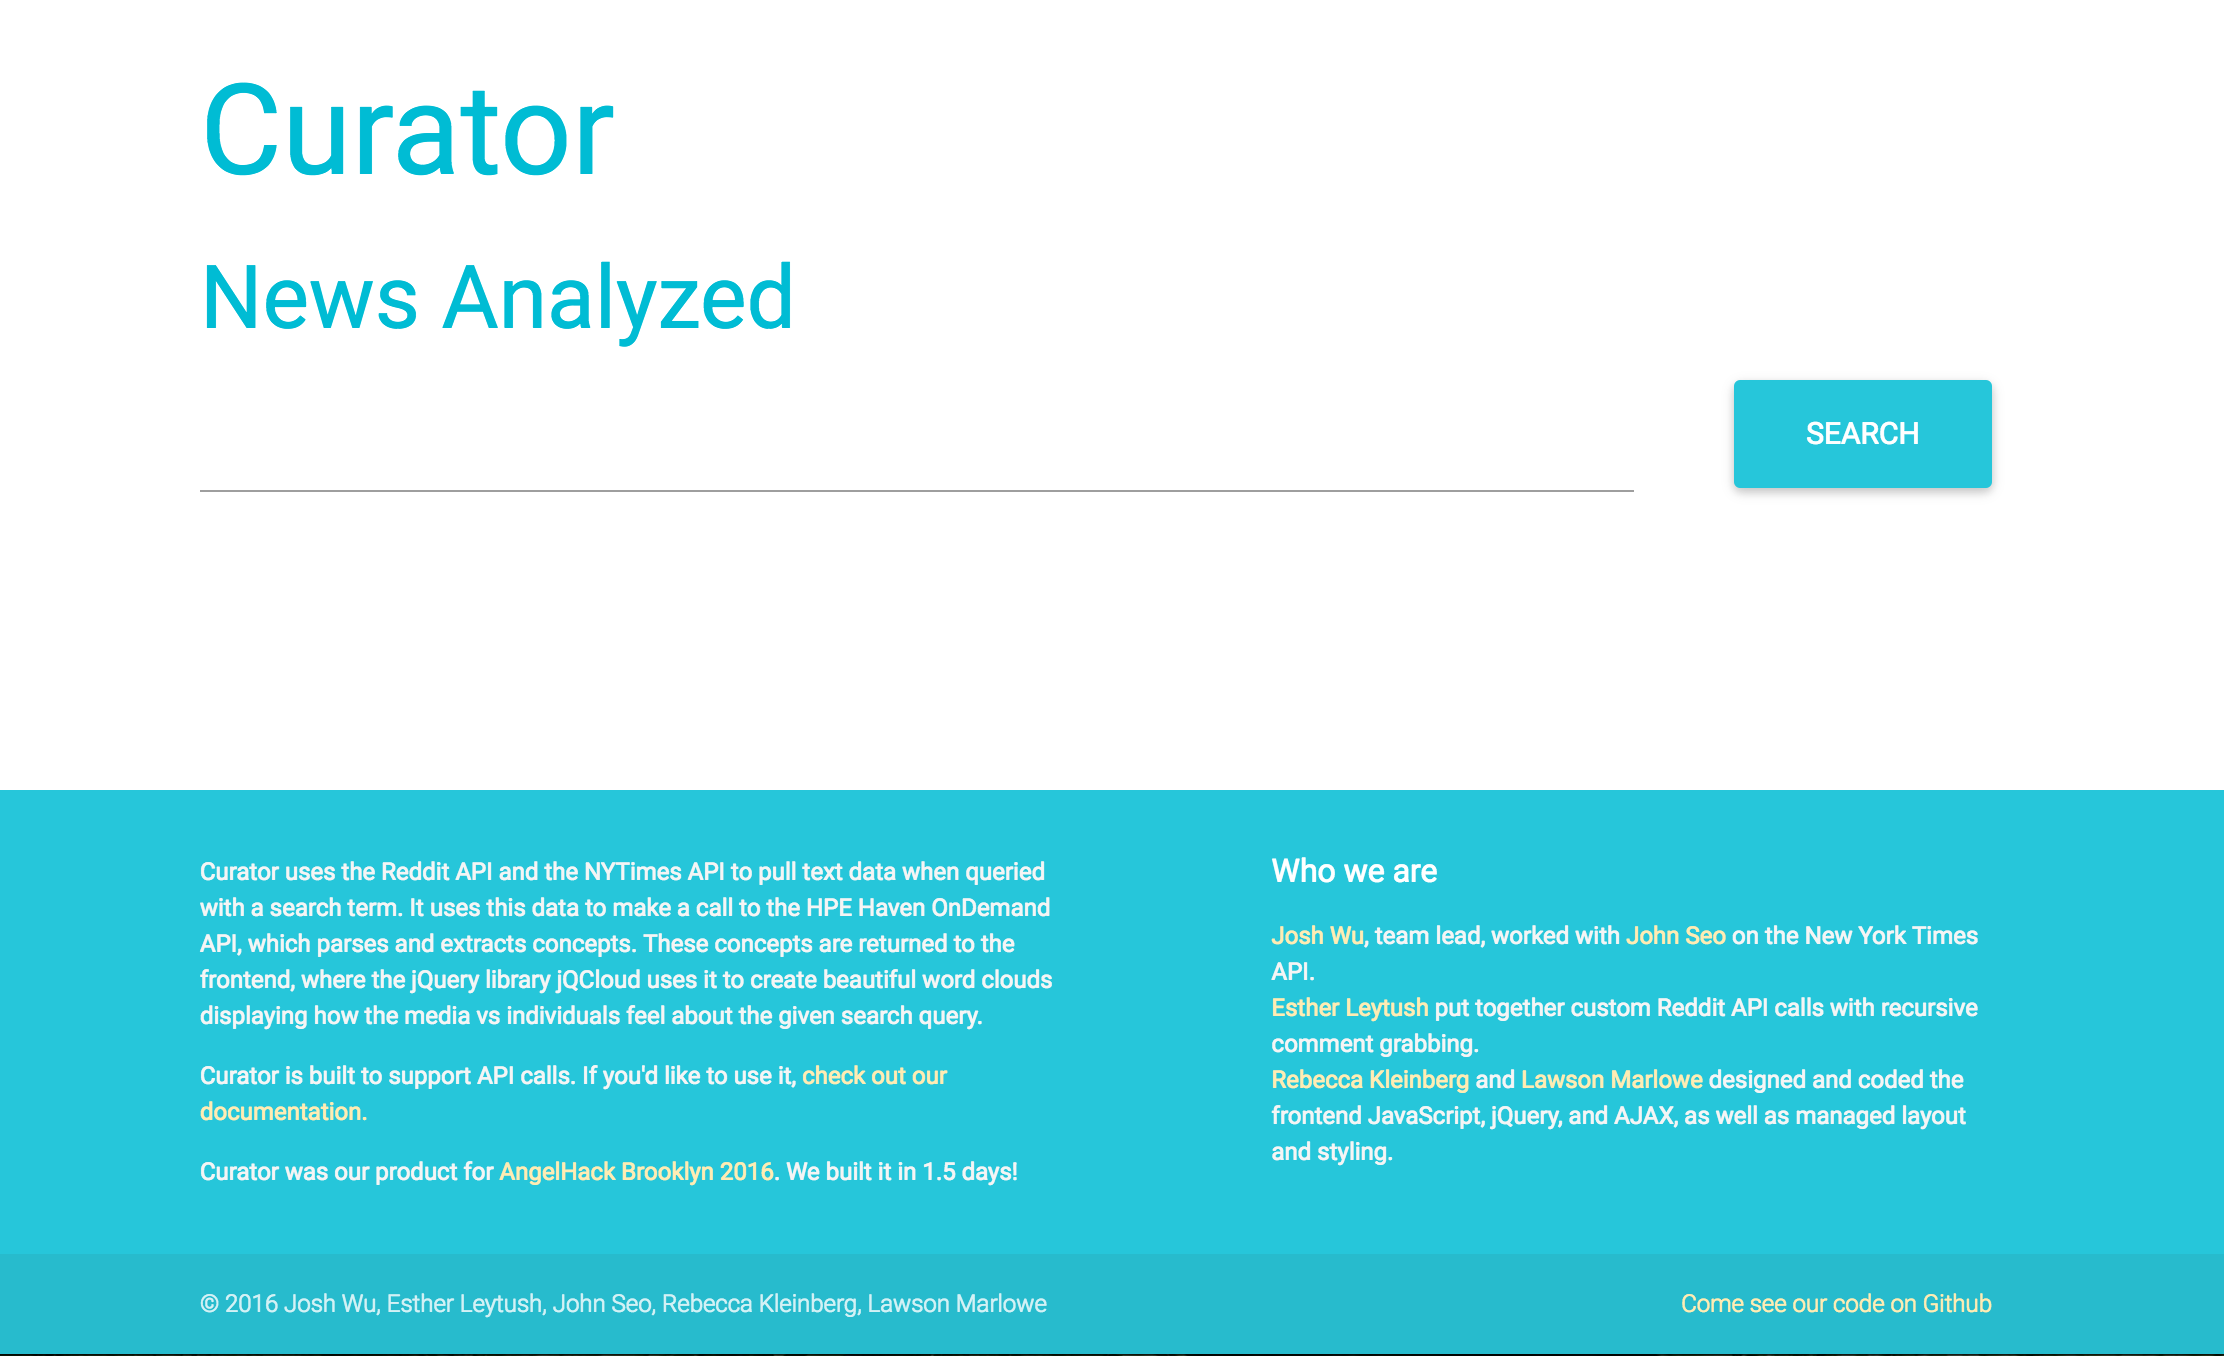 Curator
News Analyzed
SEARCH
Curator uses the Reddit API and the NYTimes API to pull text data when queried
with a search term. It uses this data to make a call to the HPE Haven OnDemand
API, which parses and extracts concepts. These concepts are returned to the
frontend, where the jQuery library jQCloud uses it to create beautiful word clouds
displaying how the media vs individuals feel about the given search query.
Curator is built to support API calls. If you'd like to use it, check out our
documentation.
Curator was our product for AngelHack Brooklyn 2016. We built it in 1.5 days!
Who we are
Josh Wu, team lead, worked with John Seo on the New York Times
API.
Esther Leytush put together custom Reddit API calls with recursive
comment grabbing.
Rebecca Kleinberg and Lawson Marlowe designed and coded the
frontend JavaScript, jQuery, and AJAX, as well as managed layout
and styling.
© 2016 Josh Wu, Esther Leytush, John Seo, Rebecca Kleinberg, Lawson Marlowe
Come see our code on Github